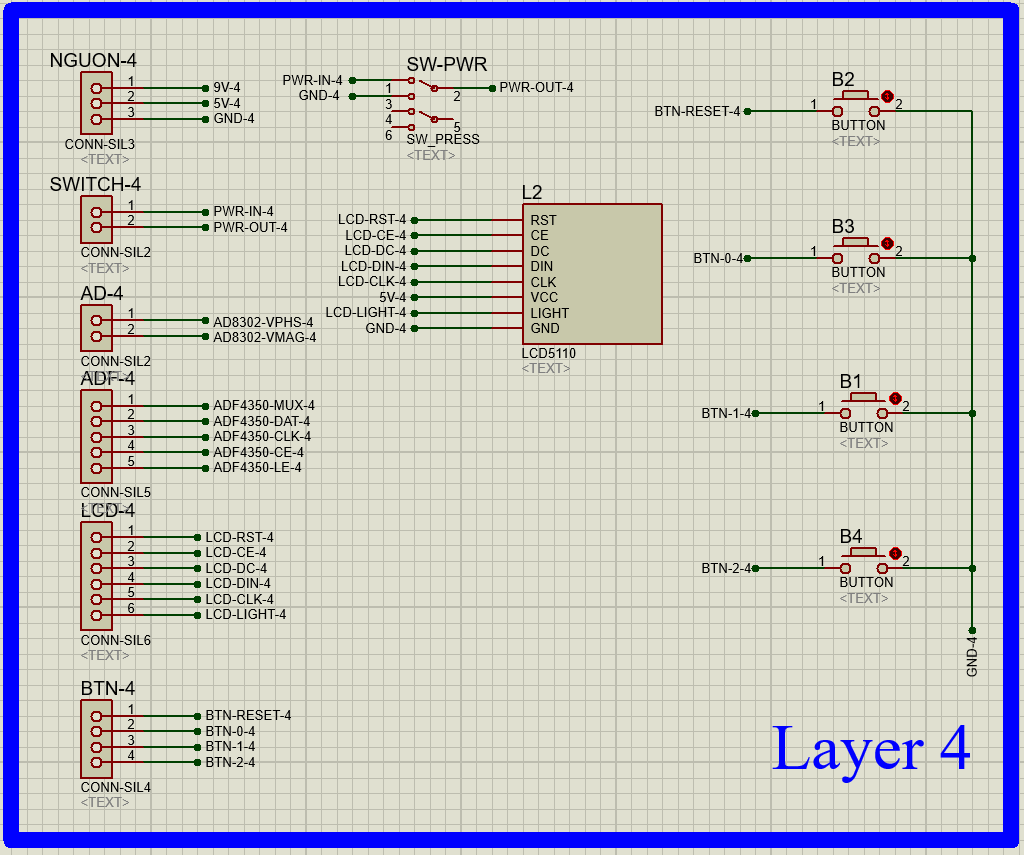 NGUON-4
1 9V-4
2 5V-4
3 GND-4
CONN-SIL3
<TEXT>
SWITCH-4
1 PWR-IN-4
2 PWR-OUT-4
CONN-SIL2
<TEXT>
AD-4
1 AD8302-VPHS-4
2 AD8302-VMAG-4
CONN-SIL2
<TEXT>
ADF-4
1 ADF4350-MUX-4
2 ADF4350-DAT-4
3 ADF4350-CLK-4
4 ADF4350-CE-4
5 ADF4350-LE-4
CONN-SIL5
<TEXT>
LCD-4
1 LCD-RST-4
2 LCD-CE-4
3 LCD-DC-4
4 LCD-DIN-4
5 LCD-CLK-4
6 LCD-LIGHT-4
CONN-SIL6
<TEXT>
BTN-4
1 BTN-RESET-4
2 BTN-0-4
3 BTN-1-4
4 BTN-2-4
CONN-SIL4
<TEXT>
SW-PWR
PWR-IN-4
1 2 PWR-OUT-4
GND-4
3
4 5
6
SW_PRESS
<TEXT>
L2
LCD-RST-4 RST
LCD-CE-4 CE
LCD-DC-4 DC
LCD-DIN-4 DIN
LCD-CLK-4 CLK
5V-4 VCC
LCD-LIGHT-4 LIGHT
GND-4 GND
LCD5110
<TEXT>
B2
BTN-RESET-4 1 2
BUTTON
<TEXT>
B3
BTN-0-4 1 2
BUTTON
<TEXT>
B1
BTN-1-4 1 2
BUTTON
<TEXT>
B4
BTN-2-4 1 2
BUTTON
<TEXT>
GND-4
Layer 4